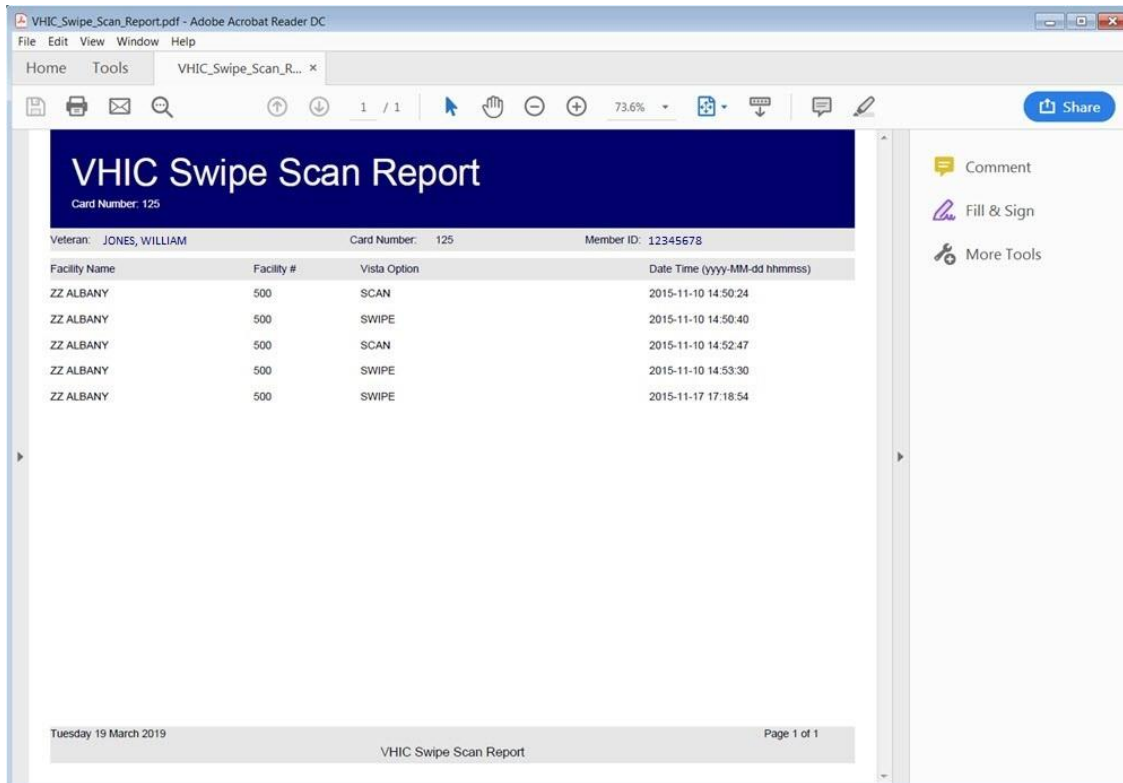 VHIC_Swipe_Scan_Report.pdf - Adobe Acrobat Reader DC
File Edit View Window Help
Home Tools VHIC_Swipe_Scan_R... ×
1 / 1 73.6% Share
VHIC Swipe Scan Report
Card Number: 125
Comment
Fill & Sign
More Tools
Veteran: JONES, WILLIAM Card Number: 125 Member ID: 12345678
Facility Name Facility # Vista Option Date Time (yyyy-MM-dd hhmmss)
ZZ ALBANY 500 SCAN 2015-11-10 14:50:24
ZZ ALBANY 500 SWIPE 2015-11-10 14:50:40
ZZ ALBANY 500 SCAN 2015-11-10 14:52:47
ZZ ALBANY 500 SWIPE 2015-11-10 14:53:30
ZZ ALBANY 500 SWIPE 2015-11-17 17:18:54
Tuesday 19 March 2019 Page 1 of 1
VHIC Swipe Scan Report